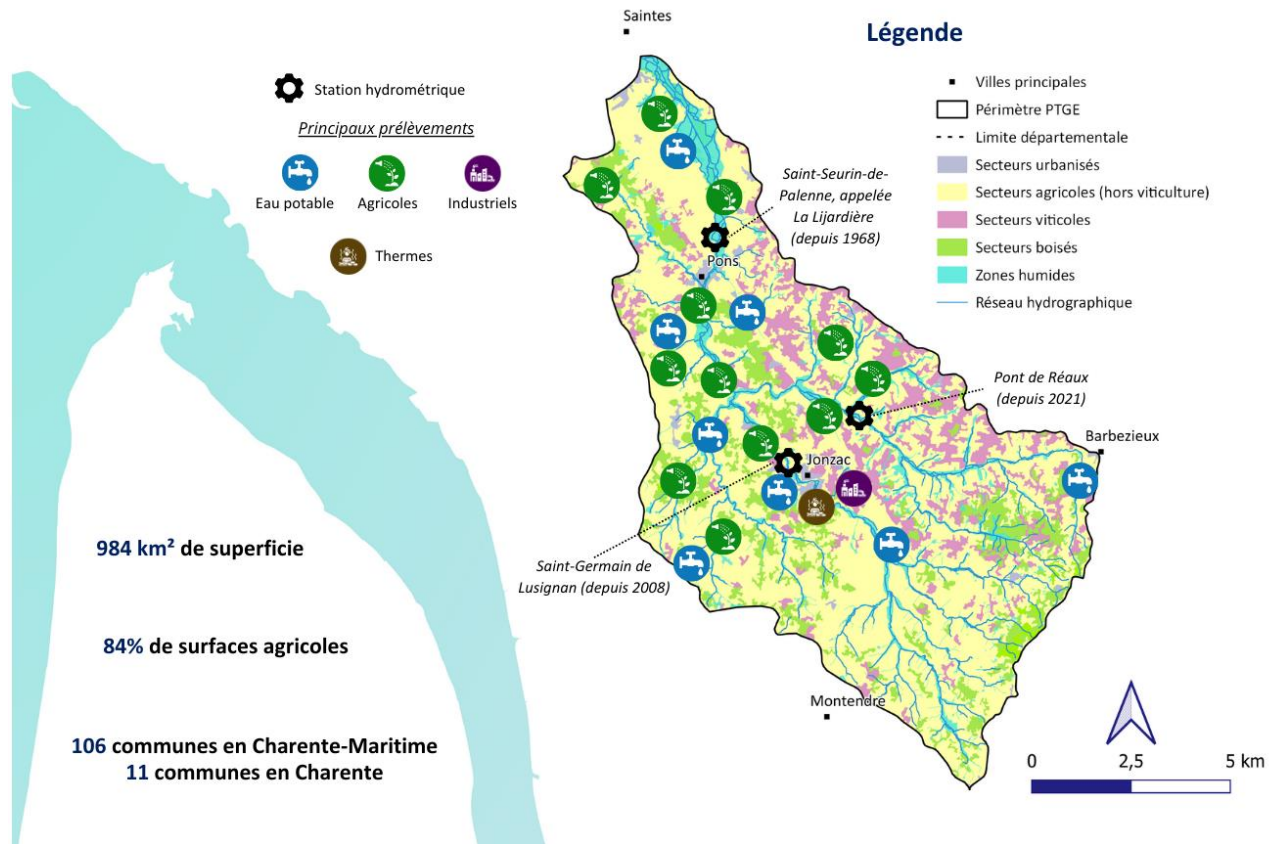 Saintes
Légende
Station hydrométrique
Principaux prélèvements
Eau potable
Agricoles
Industriels
Thermes
Villes principales
Périmètre PTGE
Limite départementale
Secteurs urbanisés
Secteurs agricoles (hors viticulture)
Secteurs viticoles
Secteurs boisés
Zones humides
Réseau hydrographique
Saint-Seurin-de-
Palenne, appelée
La Lijardière
(depuis 1968)
Pons
Pont de Réaux
(depuis 2021)
Barbezieux
Jonzac
Saint-Germain de
Lusignan (depuis 2008)
Montendre
984 km² de superficie
84% de surfaces agricoles
106 communes en Charente-Maritime
11 communes en Charente
0 2,5 5 km